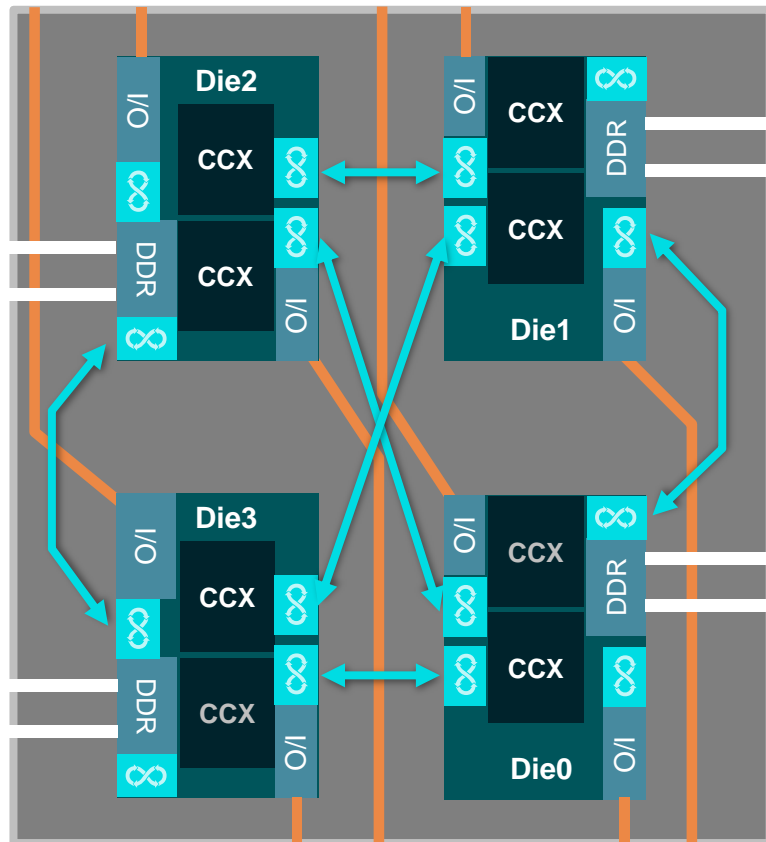 Die2
I/O
CCX
CCX
DDR
I/O
I/O
CCX
DDR
CCX
I/O
Die1
Die3
I/O
CCX
CCX
DDR
I/O
I/O
CCX
DDR
CCX
I/O
Die0